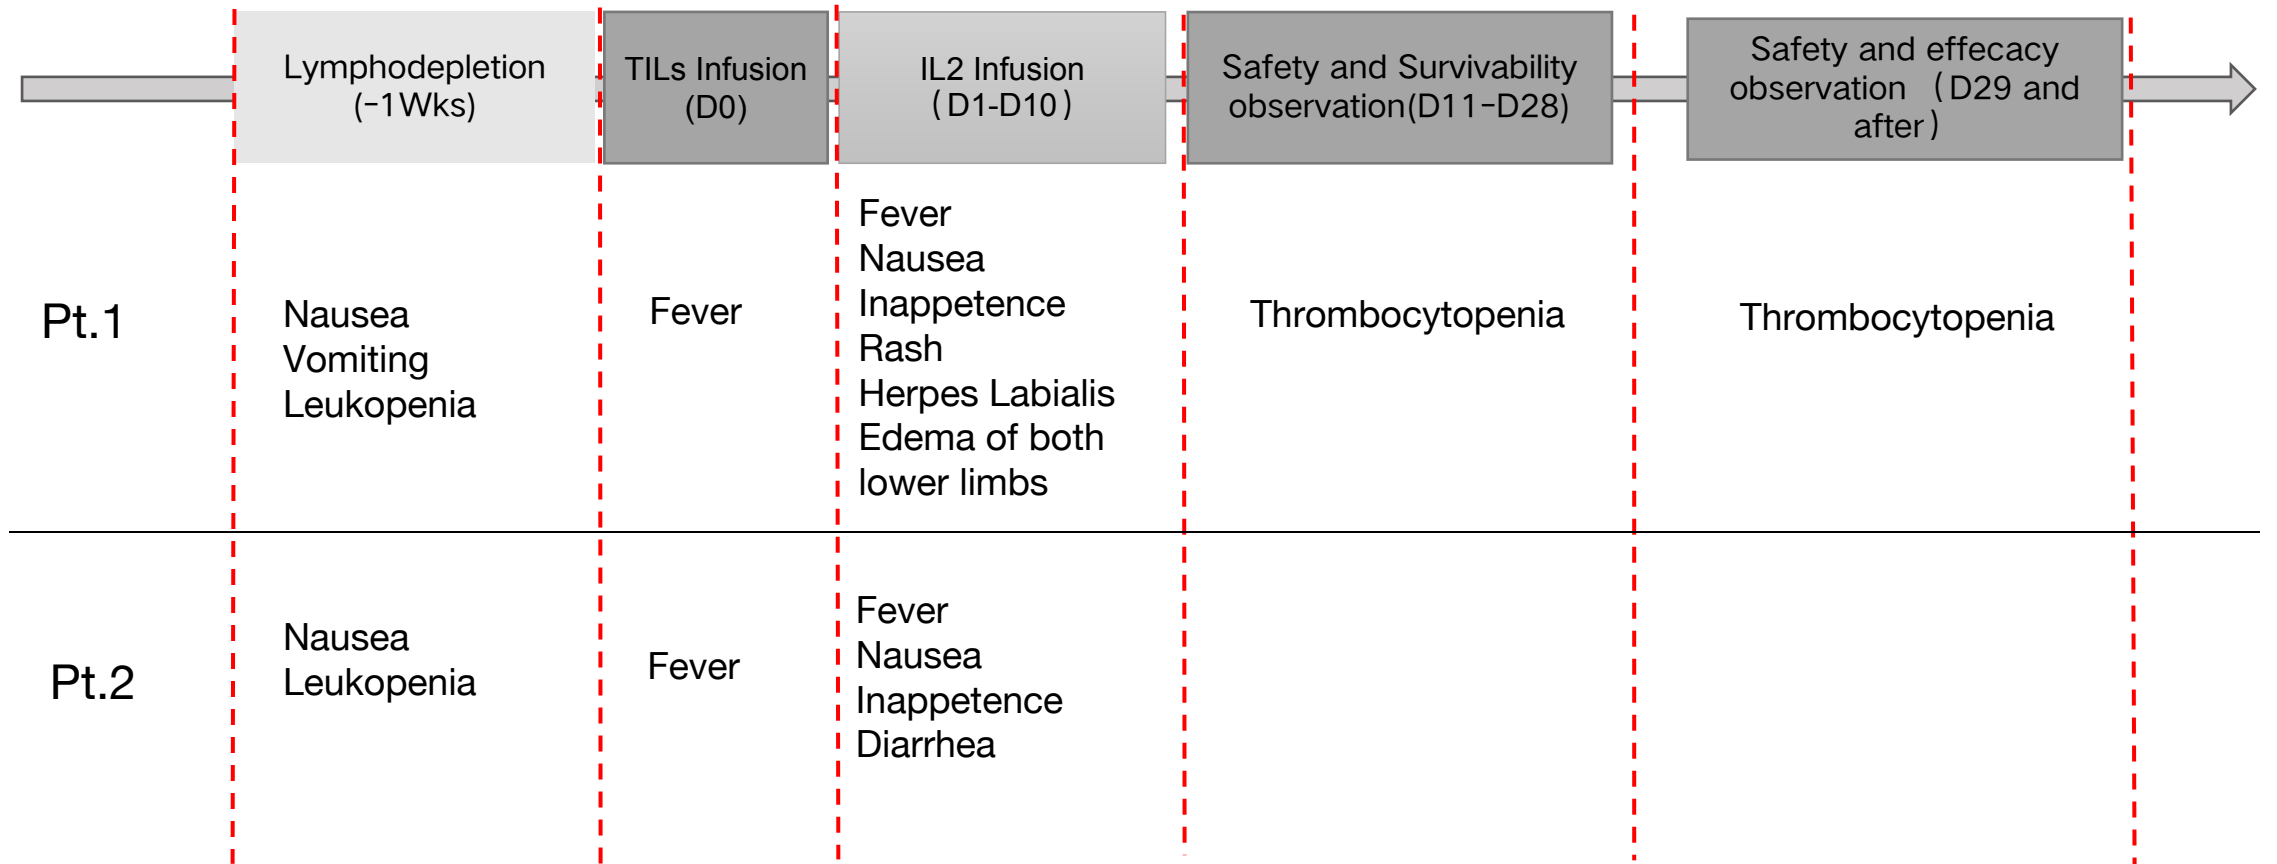 Lymphodepletion
(-1Wks)
TILs Infusion
(D0)
IL2 Infusion
(D1-D10)
Safety and Survivability
observation(D11-D28)
Safety and effecacy
observation (D29 and
after)
Pt.1
Nausea
Vomiting
Leukopenia
Fever
Fever
Nausea
Inappetence
Rash
Herpes Labialis
Edema of both
lower limbs
Thrombocytopenia
Thrombocytopenia
Pt.2
Nausea
Leukopenia
Fever
Fever
Nausea
Inappetence
Diarrhea